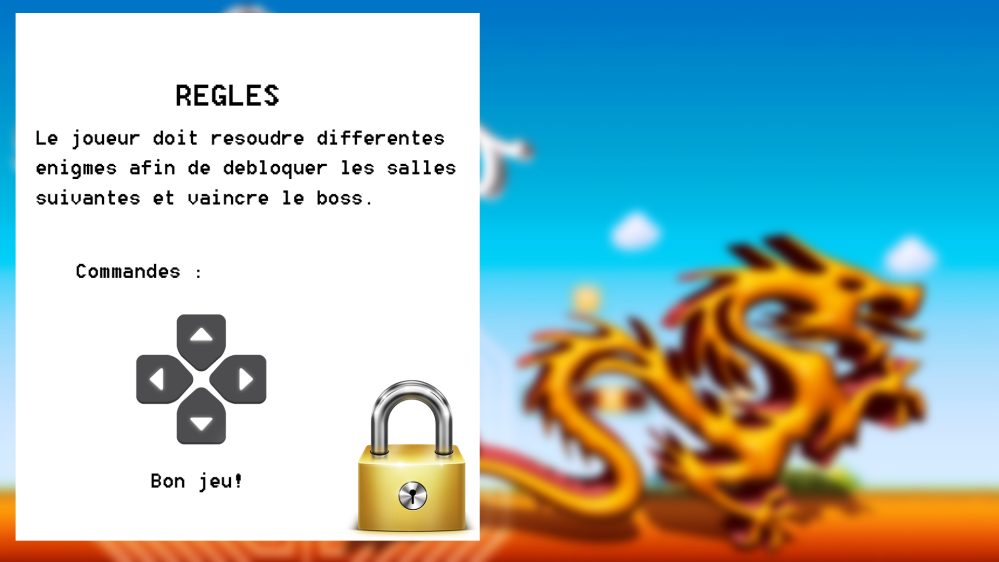 REGLES
Le joueur doit resoudre differentes
enigmes afin de debloquer les salles
suivantes et vaincre le boss.
Commandes :
Bon jeu!